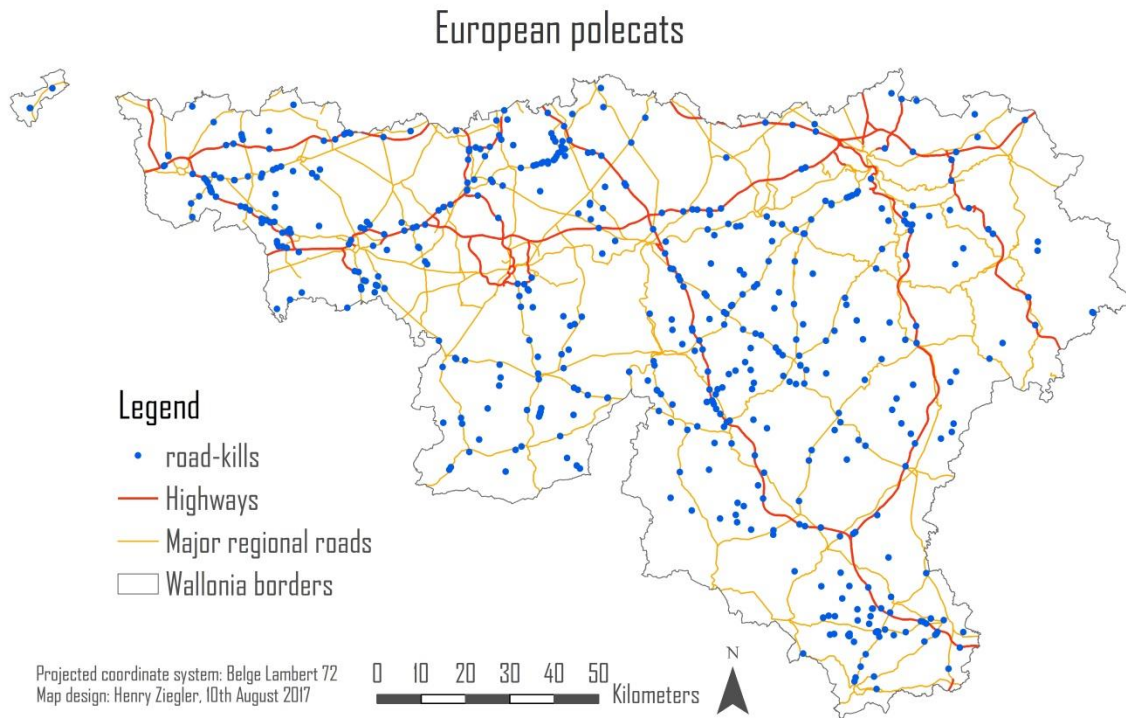 European polecats
Legend
road-kills
Highways
Major regional roads
Wallonia borders
Projected coordinate system: Belge Lambert 72
Map design: Henry Ziegler, 10th August 2017
0 10 20 30 40 50
Kilometers
N